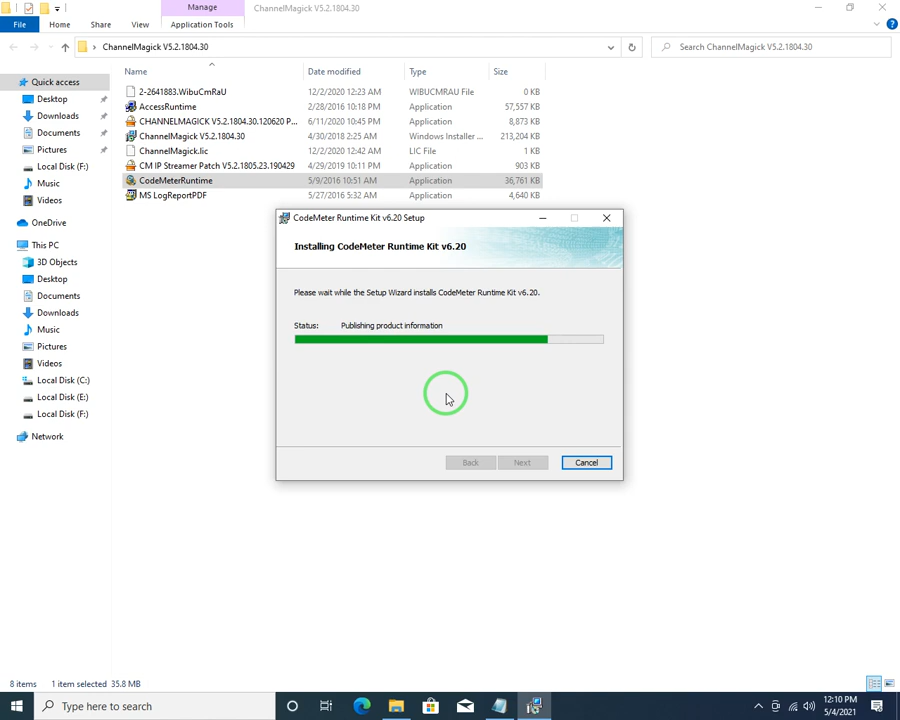 Manage
ChannelMagick V5.2.1804.30
File
Home
Share
View
Application Tools
ChannelMagick V5.2.1804.30
Search ChannelMagick V5.2.1804.30
Name
Date modified
Type
Size
2-2641883.WibuCmRaU
12/2/2020 12:23 AM
WIBUCMRAU File
0 KB
AccessRuntime
2/28/2016 10:18 PM
Application
57,557 KB
CHANNELMAGICK V5.2.1804.30.120620 P...
6/11/2020 10:45 PM
Application
8,873 KB
ChannelMagick V5.2.1804.30
4/30/2018 2:25 AM
Windows Installer ...
213,204 KB
ChannelMagick.lic
12/2/2020 12:42 AM
LIC File
1 KB
CM IP Streamer Patch V5.2.1805.23.190429
4/29/2019 10:11 PM
Application
903 KB
CodeMeterRuntime
5/9/2016 10:51 AM
Application
36,761 KB
MS LogReportPDF
5/27/2016 5:32 AM
Application
4,640 KB
Quick access
Desktop
Downloads
Documents
Pictures
Local Disk (F:)
Music
Videos
OneDrive
This PC
3D Objects
Desktop
Documents
Downloads
Music
Pictures
Videos
Local Disk (C:)
Local Disk (E:)
Local Disk (F:)
Network
CodeMeter Runtime Kit v6.20 Setup
Installing CodeMeter Runtime Kit v6.20
Please wait while the Setup Wizard installs CodeMeter Runtime Kit v6.20.
Status:
Publishing product information
Back
Next
Cancel
8 items
1 item selected
35.8 MB
Type here to search
12:10 PM
5/4/2021